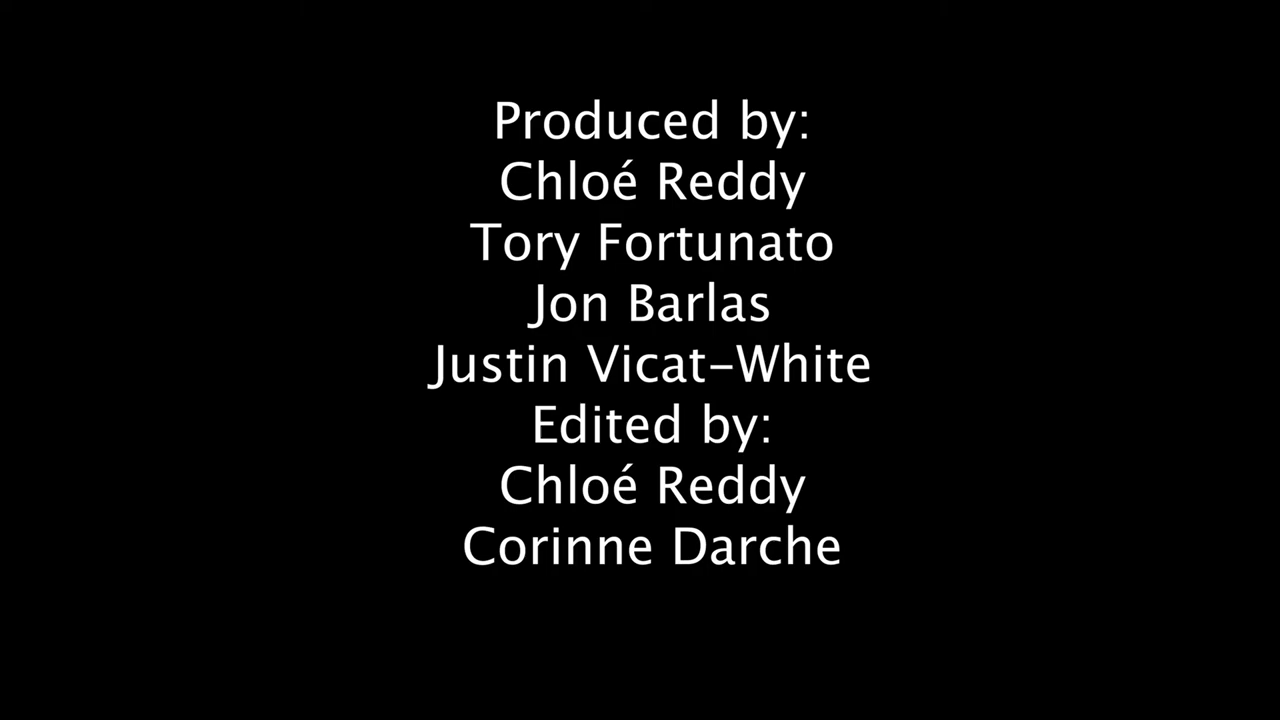 Produced by:
Chloé Reddy
Tory Fortunato
Jon Barlas
Justin Vicat-White
Edited by:
Chloé Reddy
Corinne Darche